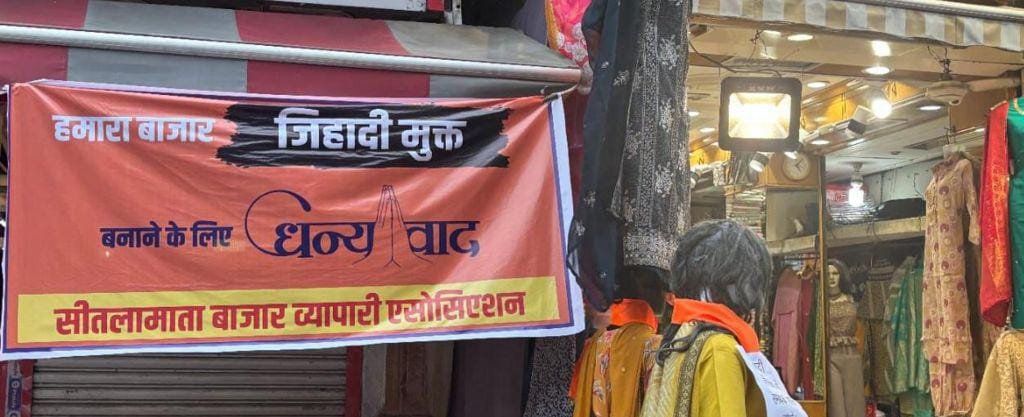 हमारा बाजार जिहादी मुक्त
बनाने के लिए धन्यवाद
सीतलामाता बाजार व्यापारी एसोसिएशन